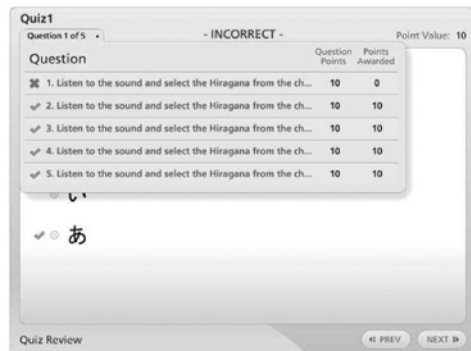 Quiz1
Question 1 of 5 - INCORRECT - Point Value: 10
Question Question Points Points Awarded
1. Listen to the sound and select the Hiragana from the ch... 10 0
2. Listen to the sound and select the Hiragana from the ch... 10 10
3. Listen to the sound and select the Hiragana from the ch... 10 10
4. Listen to the sound and select the Hiragana from the ch... 10 10
5. Listen to the sound and select the Hiragana from the ch... 10 10
い
あ
Quiz Review PREV NEXT